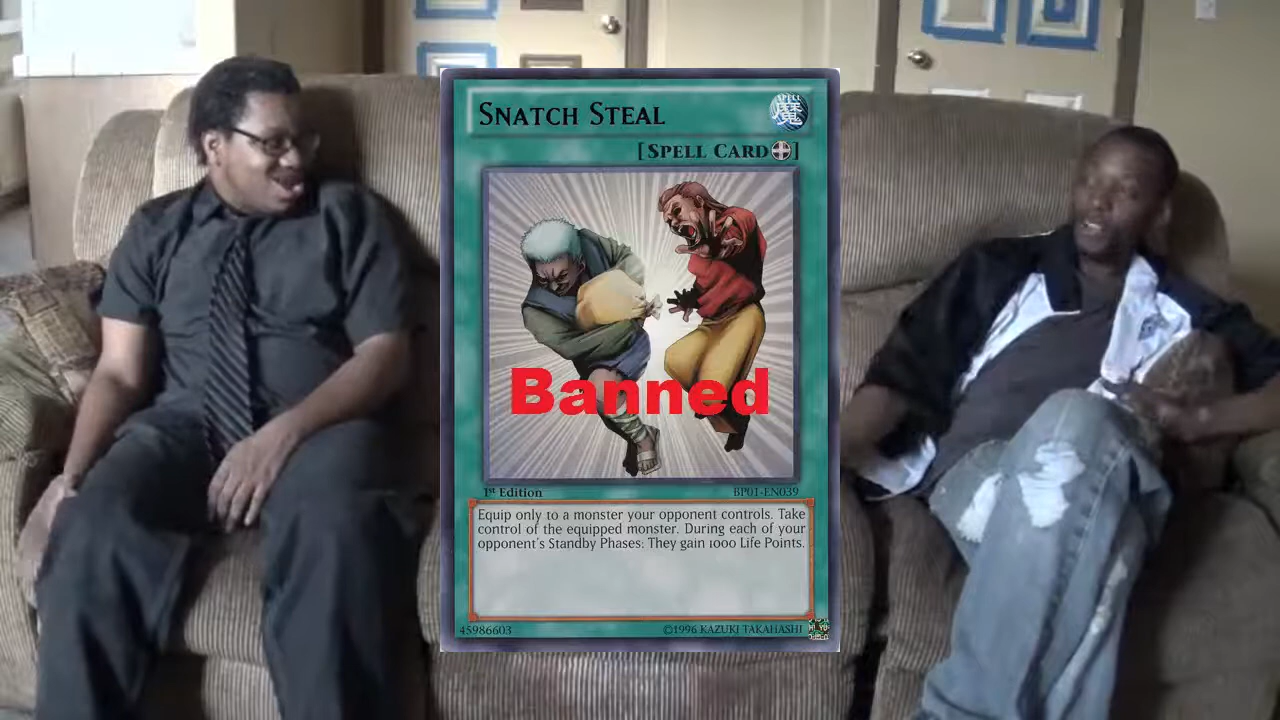 SNATCH STEAL
SPELL
魔
[SPELL CARD]
Banned
1st Edition
BP01-EN039
Equip only to a monster your opponent controls. Take
control of the equipped monster. During each of your
opponent's Standby Phases: They gain 1000 Life Points.
45986603
©1996 KAZUKI TAKAHASHI